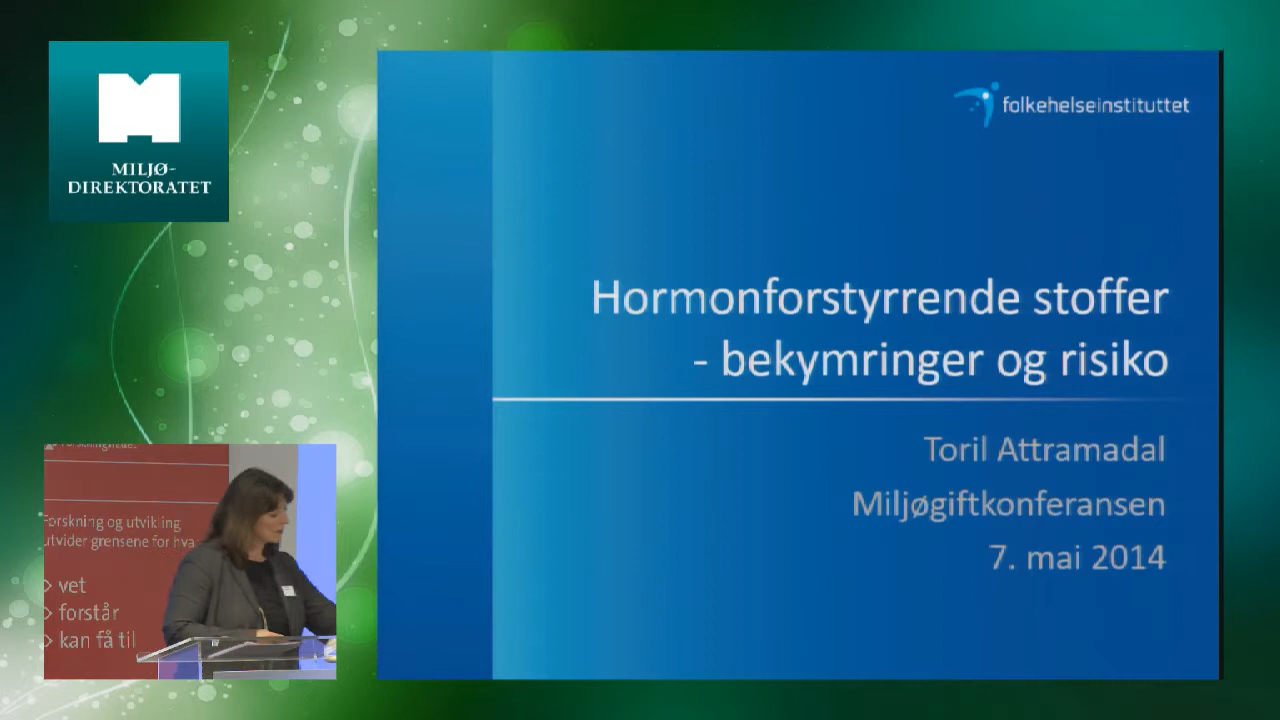 MILJØ-
DIREKTORATET
folkehelseinstituttet
Hormonforstyrrende stoffer
- bekymringer og risiko
Toril Attramadal
Miljøgiftkonferansen
7. mai 2014
Forskning og utvikling
utvider grensene for hva
> vet
> forstår
> kan få til